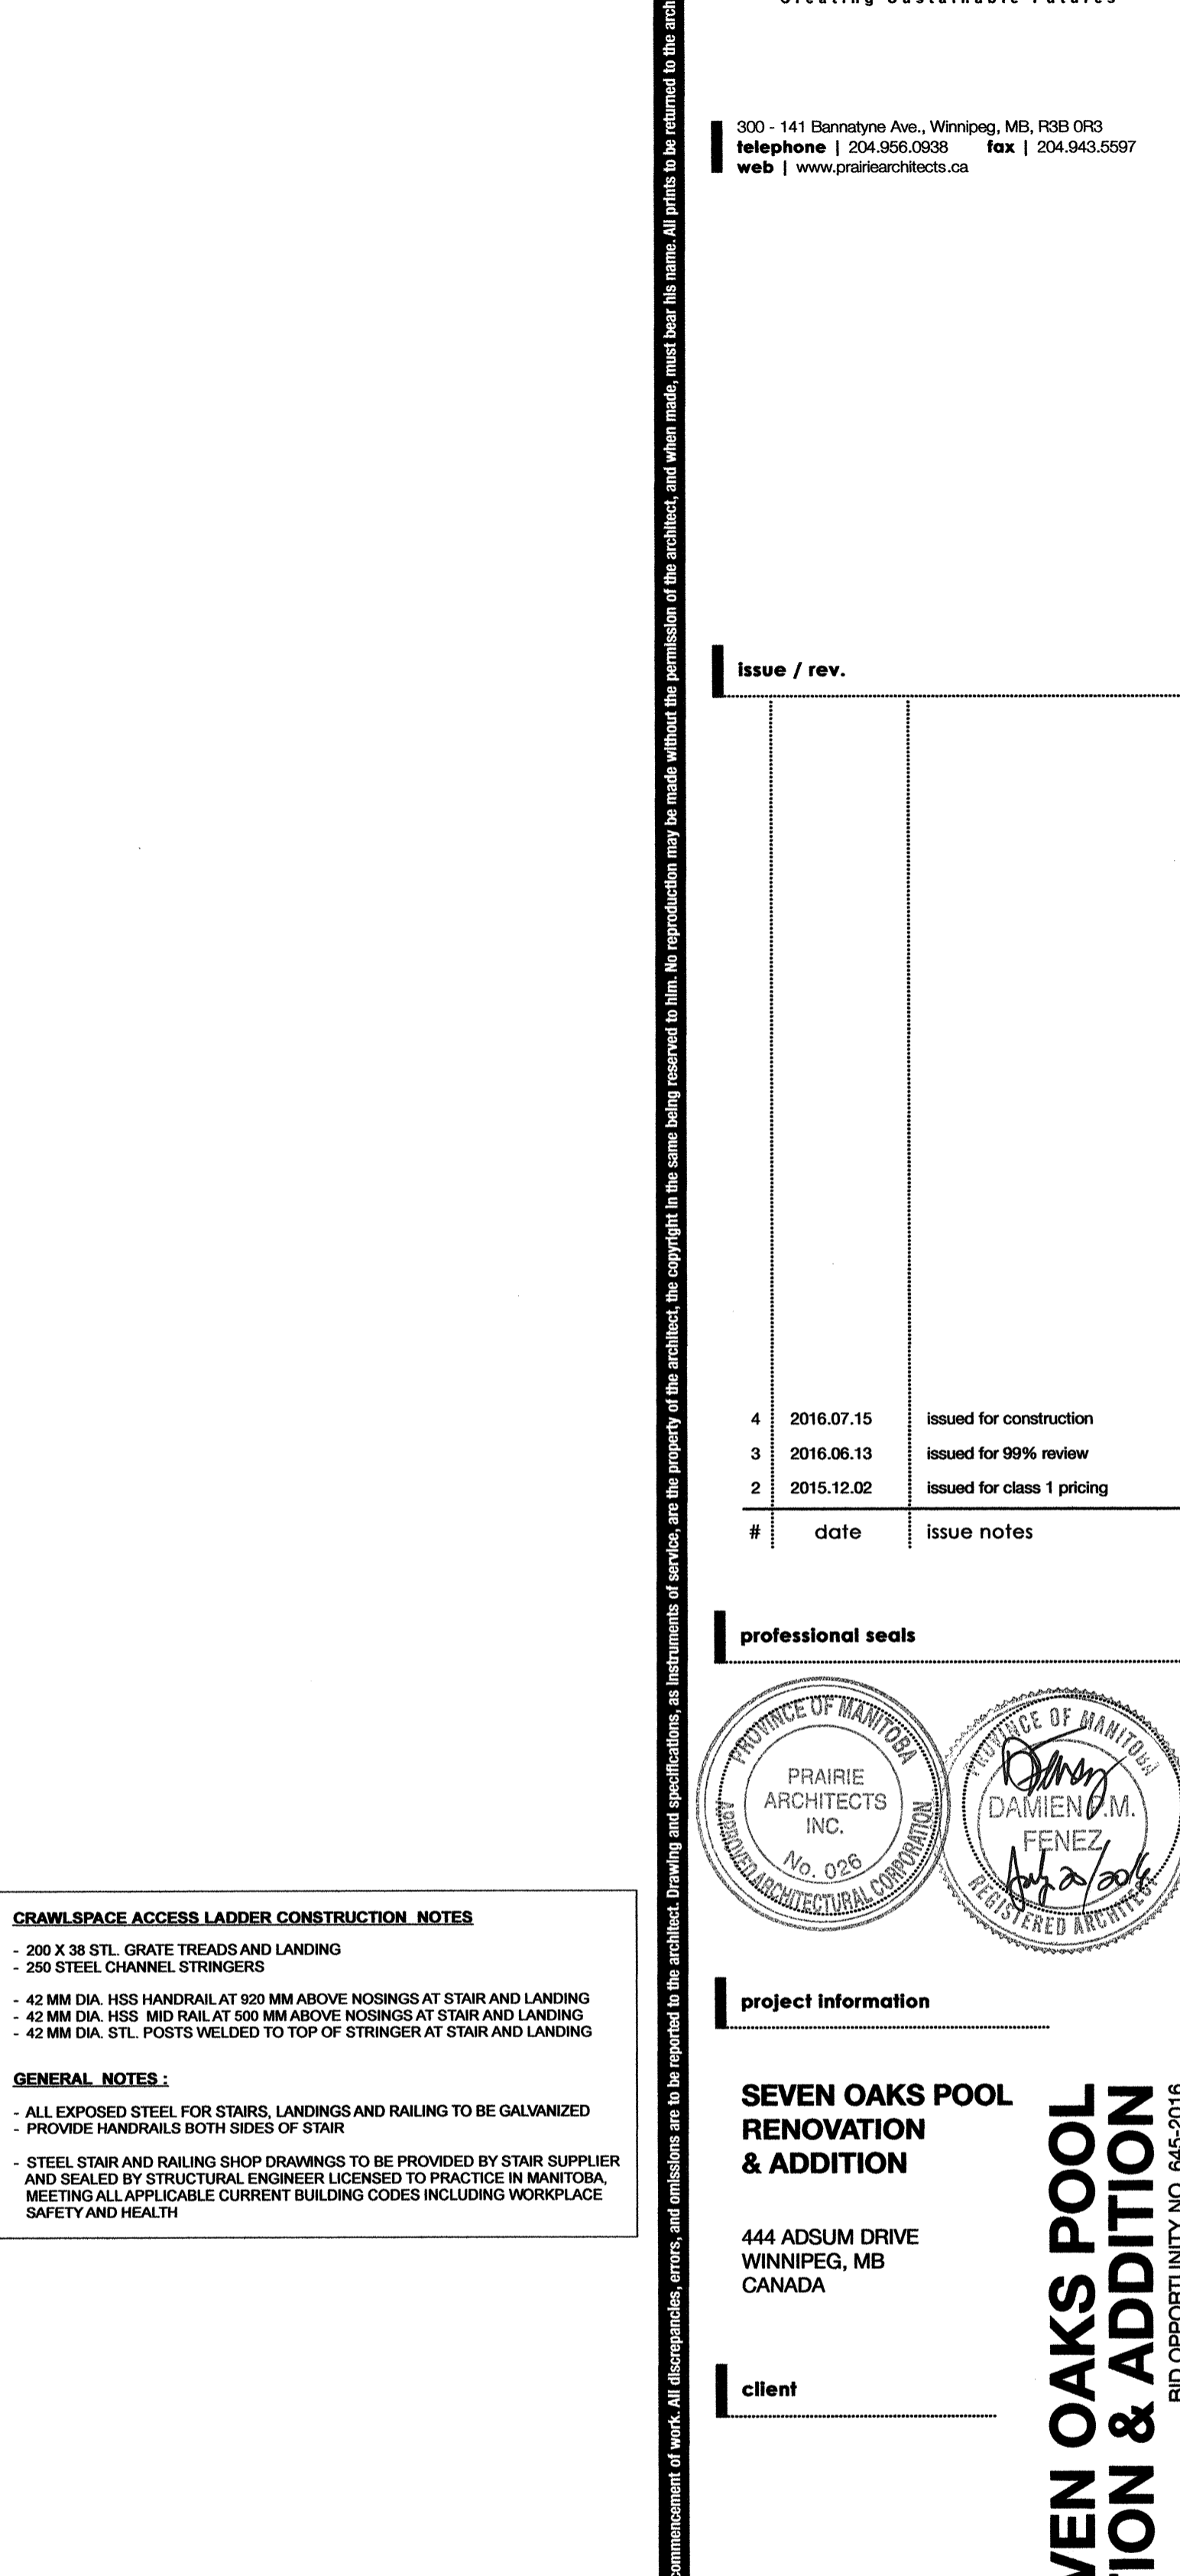 Creating Sustainable Futures
300 - 141 Bannatyne Ave., Winnipeg, MB, R3B 0R3
telephone | 204.956.0938 fax | 204.943.5597
web | www.prairiearchitects.ca
commencement of work. All discrepancies, errors, and omissions are to be reported to the architect. Drawing and specifications, as instruments of service, are the property of the architect, the copyright in the same being reserved to him. No reproduction may be made without the permission of the architect, and when made, must bear his name. All prints to be returned to the arch
issue / rev.
4 2016.07.15 issued for construction
3 2016.06.13 issued for 99% review
2 2015.12.02 issued for class 1 pricing
# date issue notes
professional seals
PROVINCE OF MANITOBA
PRAIRIE
ARCHITECTS
INC.
No. 026
APPROVED ARCHITECTURAL CORPORATION
PROVINCE OF MANITOBA
DAMIEN P.M.
FENEZ
July 20/2016
REGISTERED ARCHITECT
CRAWLSPACE ACCESS LADDER CONSTRUCTION NOTES
- 200 X 38 STL. GRATE TREADS AND LANDING
- 250 STEEL CHANNEL STRINGERS
- 42 MM DIA. HSS HANDRAIL AT 920 MM ABOVE NOSINGS AT STAIR AND LANDING
- 42 MM DIA. HSS MID RAIL AT 500 MM ABOVE NOSINGS AT STAIR AND LANDING
- 42 MM DIA. STL. POSTS WELDED TO TOP OF STRINGER AT STAIR AND LANDING
GENERAL NOTES :
- ALL EXPOSED STEEL FOR STAIRS, LANDINGS AND RAILING TO BE GALVANIZED
- PROVIDE HANDRAILS BOTH SIDES OF STAIR
- STEEL STAIR AND RAILING SHOP DRAWINGS TO BE PROVIDED BY STAIR SUPPLIER
AND SEALED BY STRUCTURAL ENGINEER LICENSED TO PRACTICE IN MANITOBA,
MEETING ALL APPLICABLE CURRENT BUILDING CODES INCLUDING WORKPLACE
SAFETY AND HEALTH
project information
SEVEN OAKS POOL
RENOVATION
& ADDITION
444 ADSUM DRIVE
WINNIPEG, MB
CANADA
client
VEN OAKS POOL
TION & ADDITION
BID OPPORTUNITY NO. 645-2016